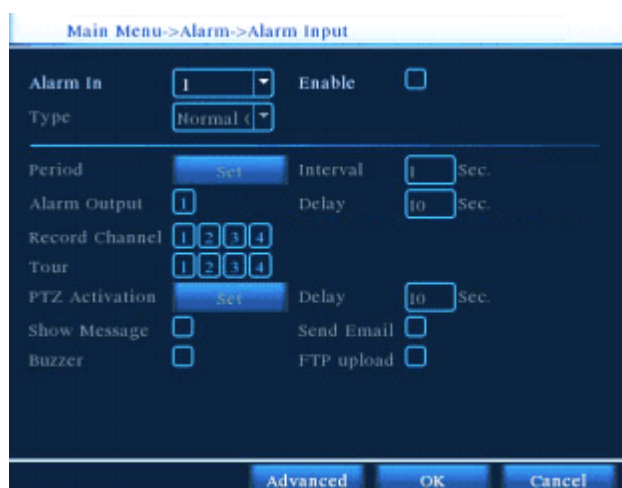 Main Menu->Alarm->Alarm Input
Alarm In 1 Enable
Type Normal
Period Set Interval 1 Sec.
Alarm Output 1 Delay 10 Sec.
Record Channel 1 2 3 4
Tour 1 2 3 4
PTZ Activation Set Delay 10 Sec.
Show Message Send Email
Buzzer FTP upload
Advanced OK Cancel